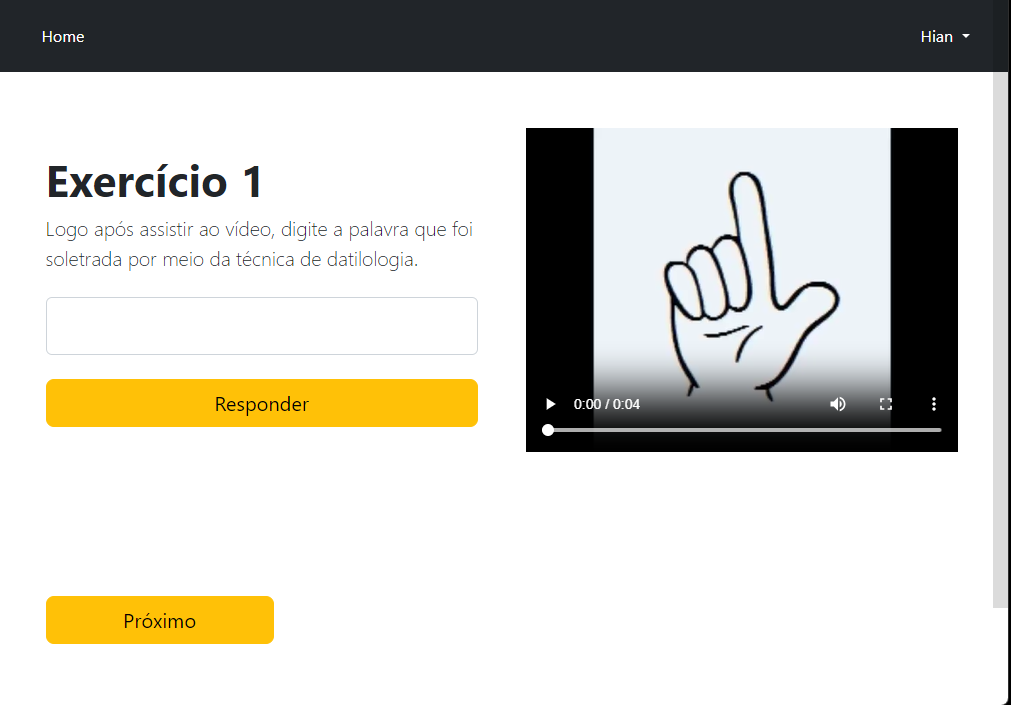 Home
Hian
Exercício 1
Logo após assistir ao vídeo, digite a palavra que foi
soletrada por meio da técnica de datilologia.
Responder
0:00 / 0:04
Próximo